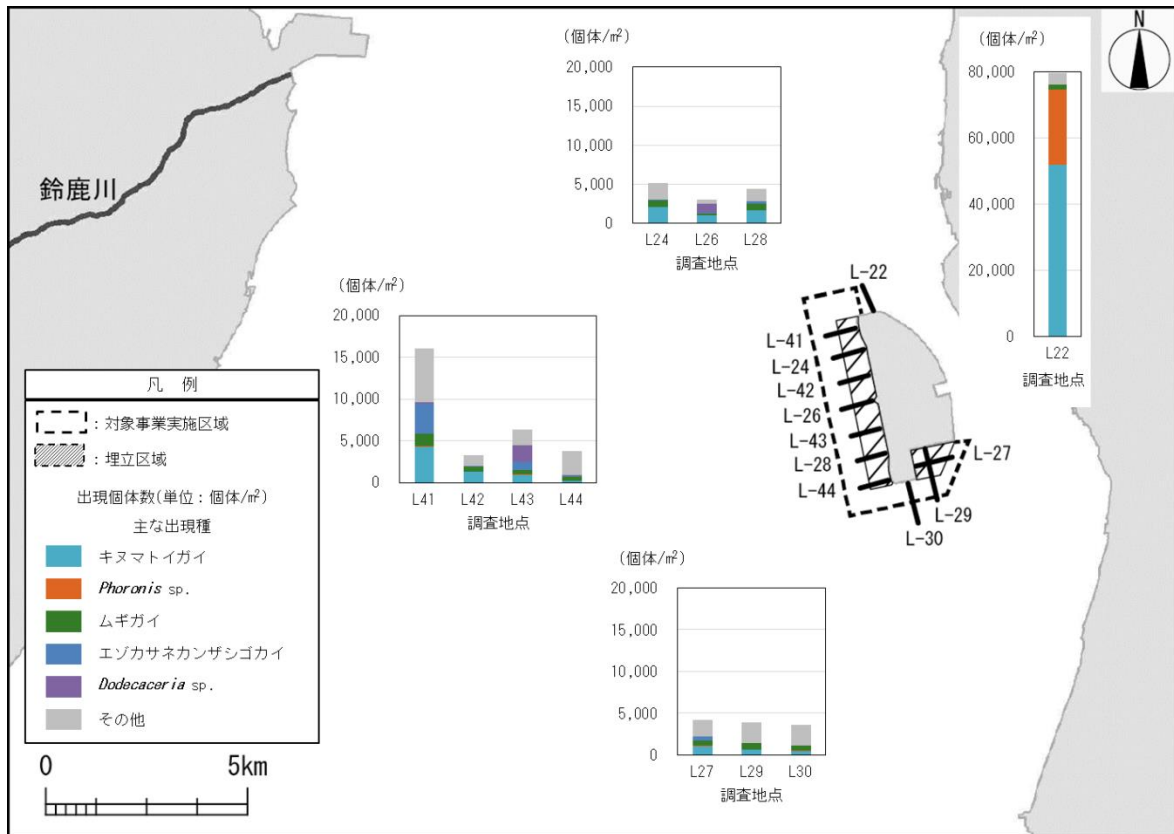 (個体/㎡)
20,000
15,000
10,000
5,000
0
L24 L26 L28
調査地点
(個体/㎡)
80,000
60,000
40,000
20,000
0
L22
調査地点
N
鈴鹿川
(個体/㎡)
20,000
15,000
10,000
5,000
0
L41 L42 L43 L44
調査地点
L-22
L-41
L-24
L-42
L-26
L-43
L-28
L-44
L-27
L-29
L-30
凡 例
:対象事業実施区域
:埋立区域
出現個体数(単位:個体/㎡)
主な出現種
キヌマトイガイ
Phoronis sp.
ムギガイ
エゾカサネカンザシゴカイ
Dodecaceria sp.
その他
0 5km
(個体/㎡)
20,000
15,000
10,000
5,000
0
L27 L29 L30
調査地点